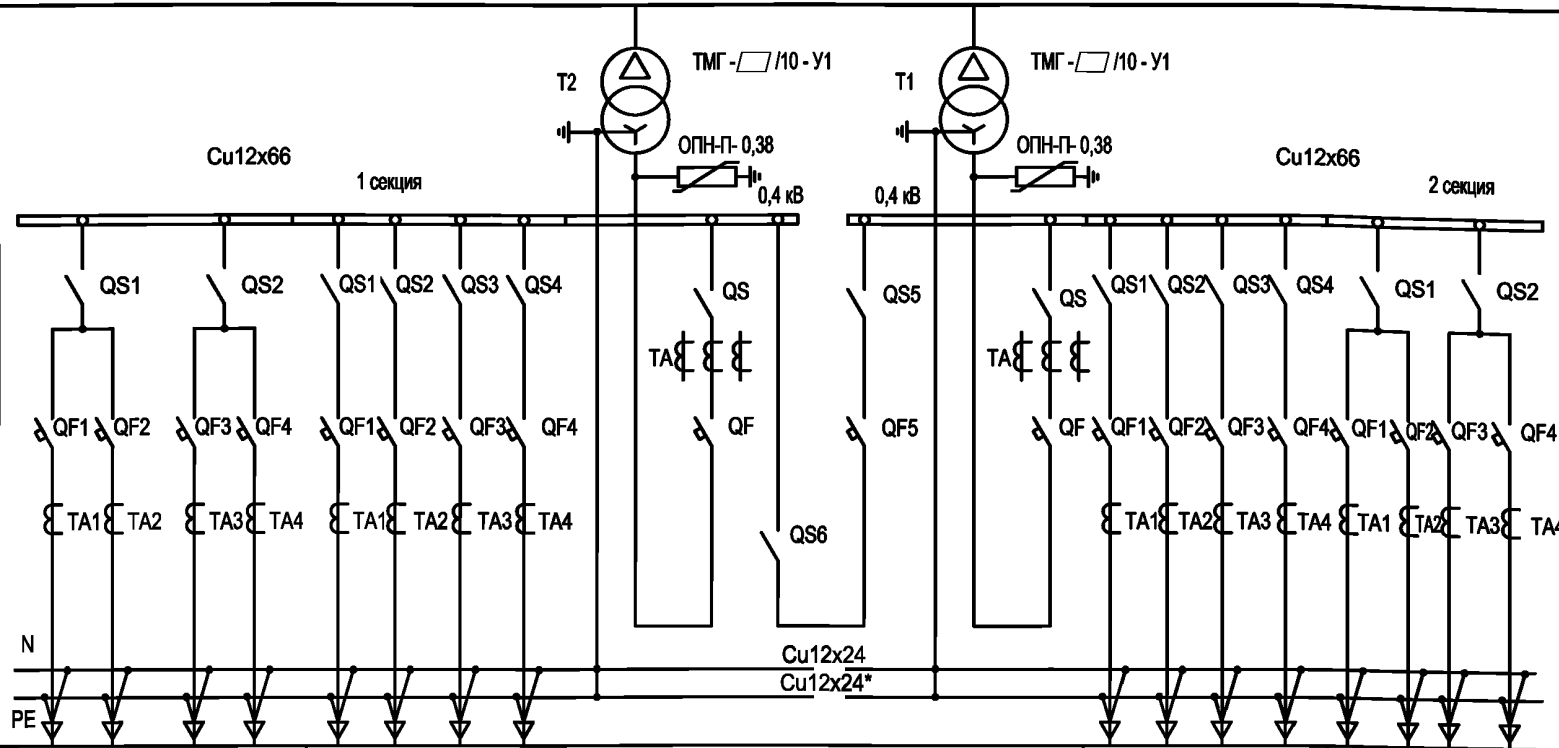 ТМГ - /10 - У1
ТМГ - /10 - У1
T2
T1
ОПН-П- 0,38
ОПН-П- 0,38
Cu12x66
Cu12x66
1 секция
0,4 кВ
0,4 кВ
2 секция
QS1 QS2 QS1 QS2 QS3 QS4 QS QS5 QS QS1 QS2 QS3 QS4 QS1 QS2
TA TA
QF1 QF2 QF3 QF4 QF1 QF2 QF3 QF4 QF QF5 QF QF1 QF2 QF3 QF4 QF1 QF2 QF3 QF4
TA1 TA2 TA3 TA4 TA1 TA2 TA3 TA4 TA1 TA2 TA3 TA4 TA1 TA2 TA3 TA4
QS6
N
Cu12x24
Cu12x24*
PE